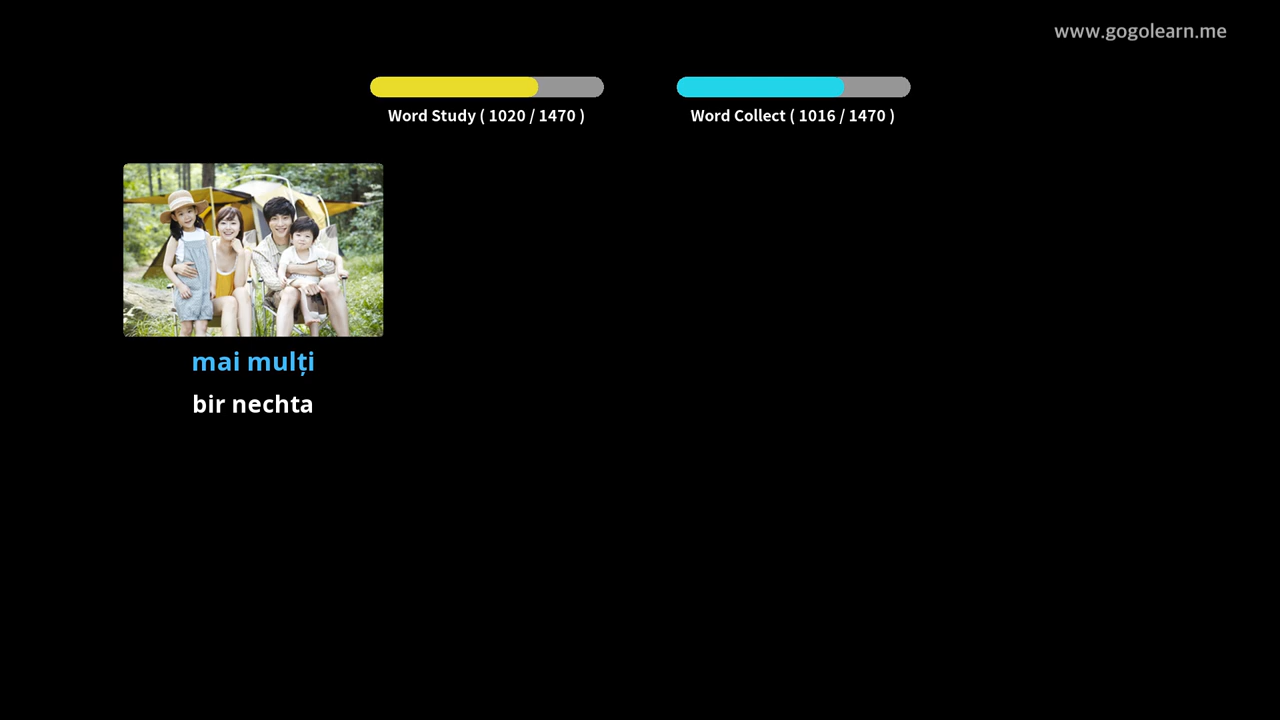 www.gogolearn.me
Word Study ( 1020 / 1470 )
Word Collect ( 1016 / 1470 )
mai mulți
bir nechta